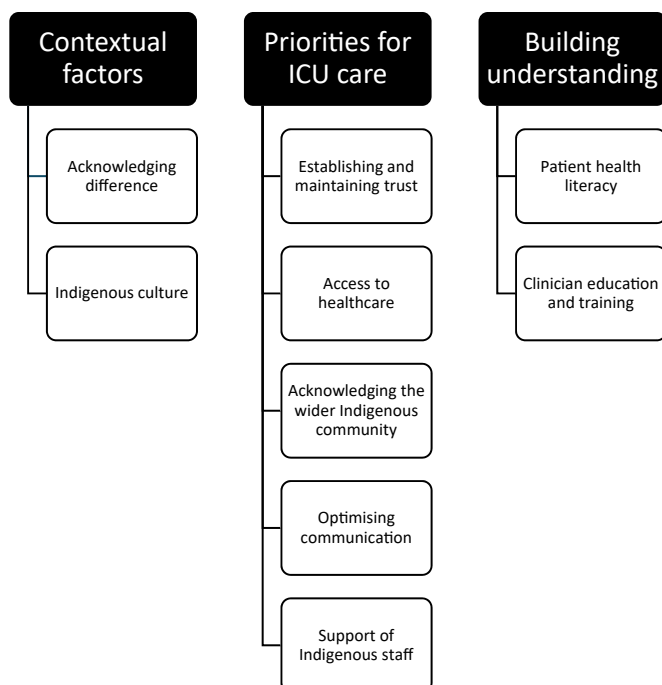 Contextual
factors
Acknowledging
difference
Indigenous culture
Priorities for
ICU care
Establishing and
maintaining trust
Access to
healthcare
Acknowledging the
wider Indigenous
community
Optimising
communication
Support of
Indigenous staff
Building
understanding
Patient health
literacy
Clinician education
and training